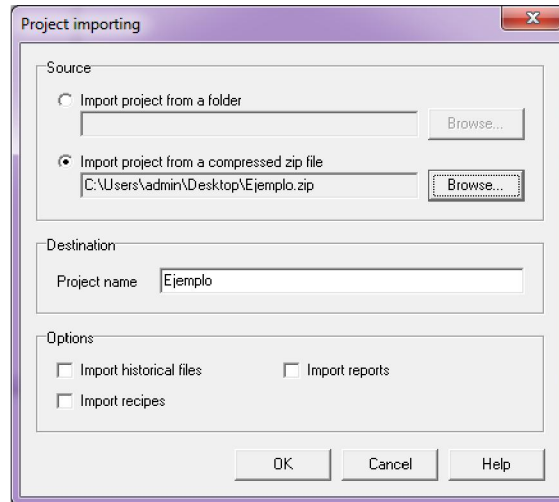 Project importing
Source
Import project from a folder
Browse...
Import project from a compressed zip file
C:\Users\admin\Desktop\Ejemplo.zip
Browse...
Destination
Project name Ejemplo
Options
Import historical files Import reports
Import recipes
OK Cancel Help